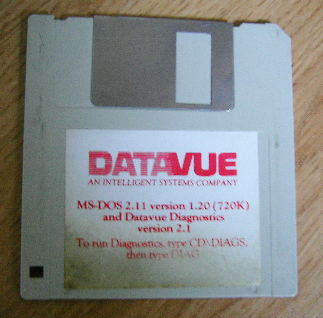 DATAVUE
AN INTELLIGENT SYSTEMS COMPANY
MS-DOS 2.11 version 1.20 (720K)
and Datavue Diagnostics
version 2.1
To run Diagnostics, type CD\DIAGS,
then type DIAG